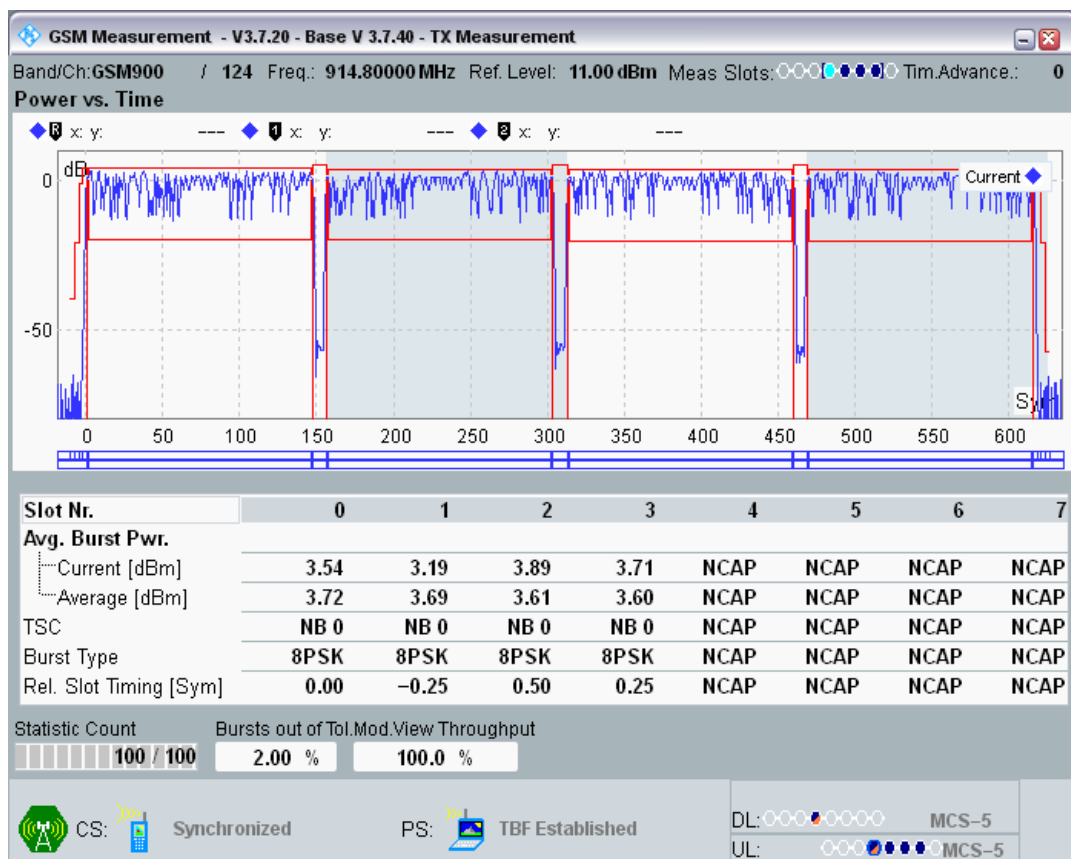 GSM Measurement - V3.7.20 - Base V 3.7.40 - TX Measurement
Band/Ch:GSM900 / 124 Freq.: 914.80000 MHz Ref. Level: 11.00 dBm Meas Slots: Tim.Advance.: 0
Power vs. Time
R x: y: --- 1 x: y: --- 2 x: y: ---
dB
Current
0
-50
Sym
0 50 100 150 200 250 300 350 400 450 500 550 600
Slot Nr. 0 1 2 3 4 5 6 7
Avg. Burst Pwr.
Current [dBm] 3.54 3.19 3.89 3.71 NCAP NCAP NCAP NCAP
Average [dBm] 3.72 3.69 3.61 3.60 NCAP NCAP NCAP NCAP
TSC NB 0 NB 0 NB 0 NB 0 NCAP NCAP NCAP NCAP
Burst Type 8PSK 8PSK 8PSK 8PSK NCAP NCAP NCAP NCAP
Rel. Slot Timing [Sym] 0.00 −0.25 0.50 0.25 NCAP NCAP NCAP NCAP
Statistic Count Bursts out of Tol.Mod.View Throughput
100 / 100 2.00 % 100.0 %
CS: Synchronized PS: TBF Established
DL: MCS−5
UL: MCS−5